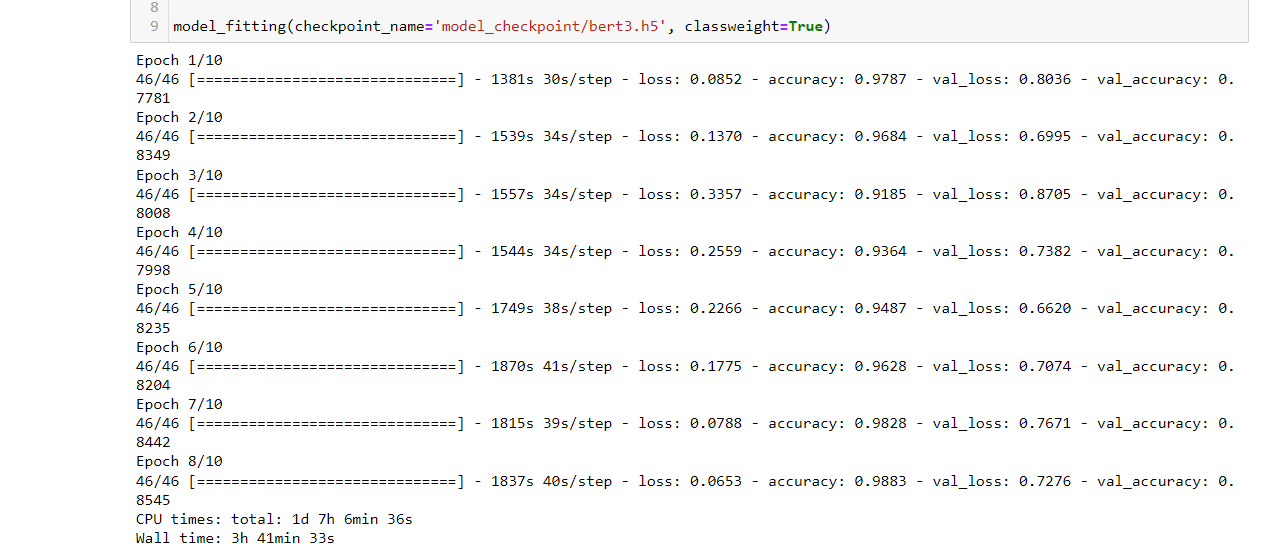 8
9 model_fitting(checkpoint_name='model_checkpoint/bert3.h5', classweight=True)
Epoch 1/10
46/46 [==============================] - 1381s 30s/step - loss: 0.0852 - accuracy: 0.9787 - val_loss: 0.8036 - val_accuracy: 0.
7781
Epoch 2/10
46/46 [==============================] - 1539s 34s/step - loss: 0.1370 - accuracy: 0.9684 - val_loss: 0.6995 - val_accuracy: 0.
8349
Epoch 3/10
46/46 [==============================] - 1557s 34s/step - loss: 0.3357 - accuracy: 0.9185 - val_loss: 0.8705 - val_accuracy: 0.
8008
Epoch 4/10
46/46 [==============================] - 1544s 34s/step - loss: 0.2559 - accuracy: 0.9364 - val_loss: 0.7382 - val_accuracy: 0.
7998
Epoch 5/10
46/46 [==============================] - 1749s 38s/step - loss: 0.2266 - accuracy: 0.9487 - val_loss: 0.6620 - val_accuracy: 0.
8235
Epoch 6/10
46/46 [==============================] - 1870s 41s/step - loss: 0.1775 - accuracy: 0.9628 - val_loss: 0.7074 - val_accuracy: 0.
8204
Epoch 7/10
46/46 [==============================] - 1815s 39s/step - loss: 0.0788 - accuracy: 0.9828 - val_loss: 0.7671 - val_accuracy: 0.
8442
Epoch 8/10
46/46 [==============================] - 1837s 40s/step - loss: 0.0653 - accuracy: 0.9883 - val_loss: 0.7276 - val_accuracy: 0.
8545
CPU times: total: 1d 7h 6min 36s
Wall time: 3h 41min 33s